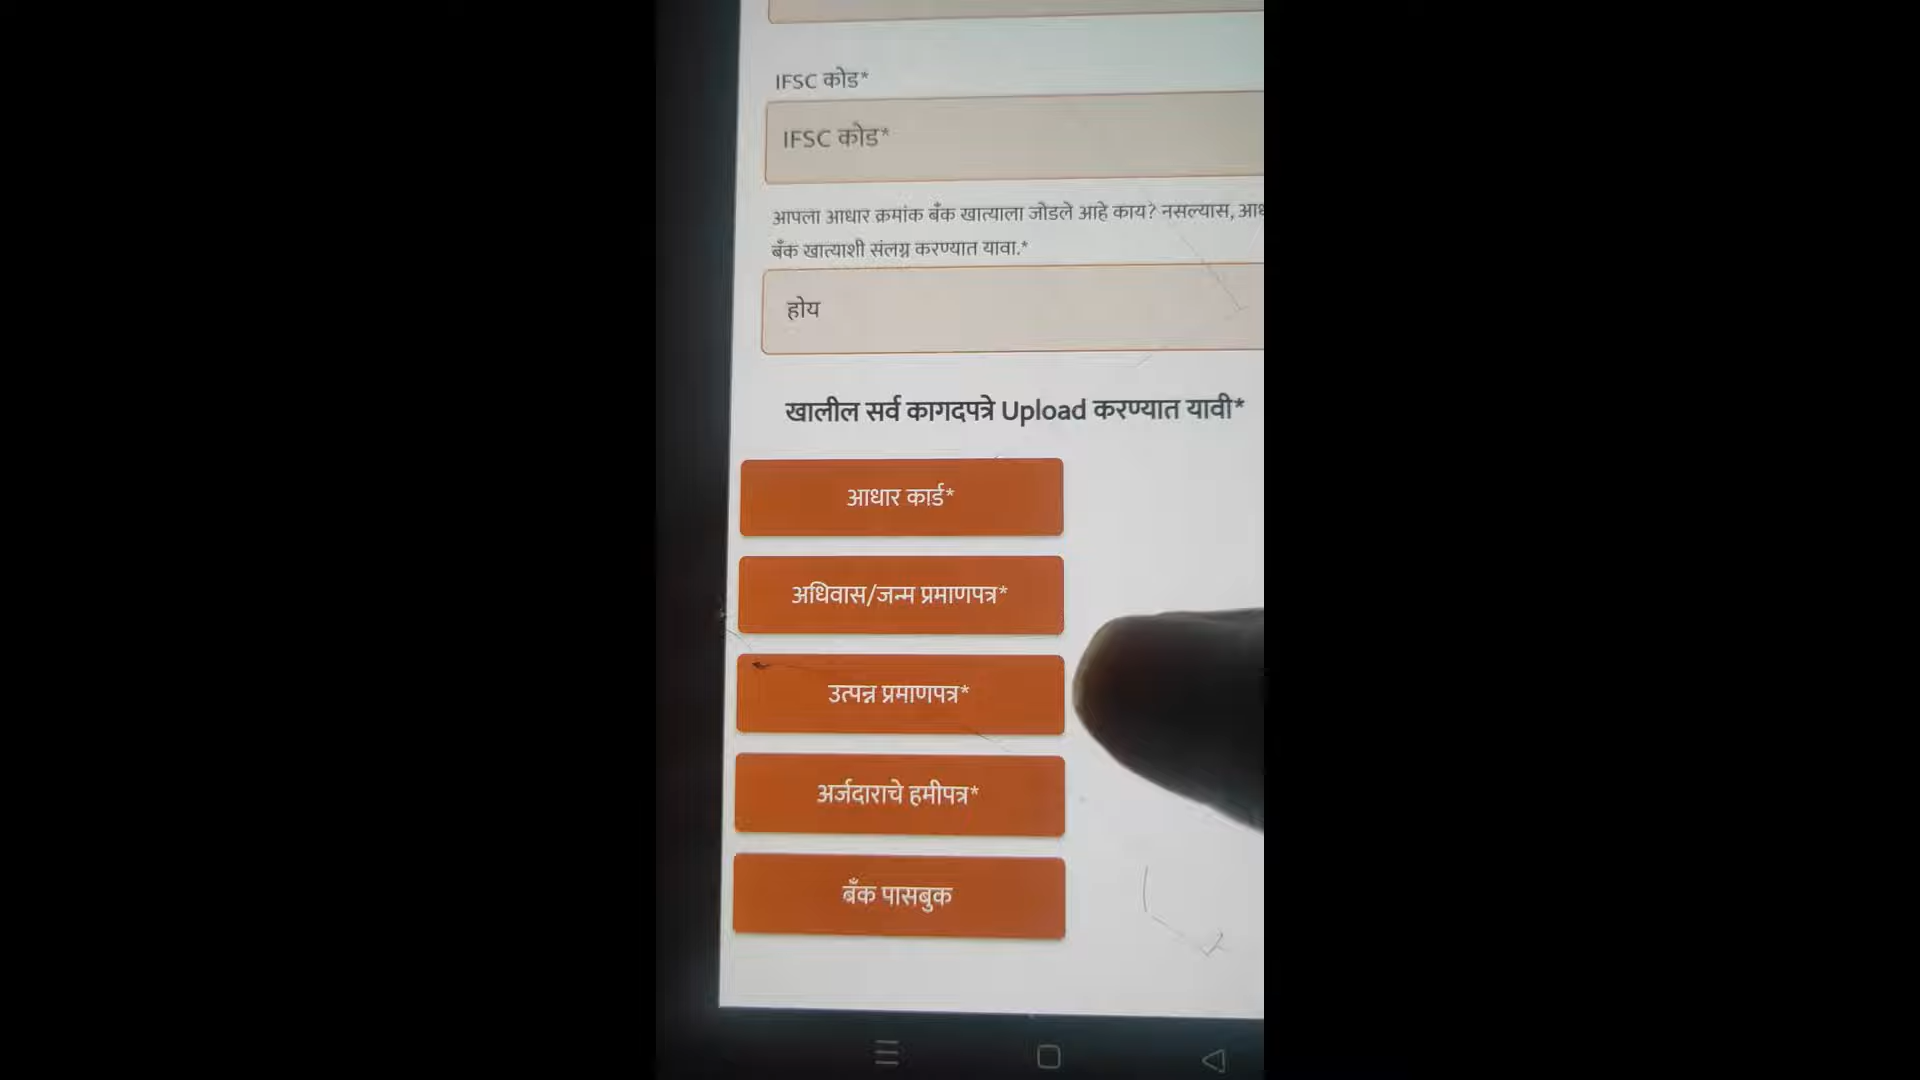 IFSC कोड*
IFSC कोड*
आपला आधार क्रमांक बँक खात्याला जोडले आहे काय? नसल्यास,
बँक खात्याशी संलग्न करण्यात यावा.*
होय
खालील सर्व कागदपत्रे Upload करण्यात यावी*
आधार कार्ड*
अधिवास/जन्म प्रमाणपत्र*
उत्पन्न प्रमाणपत्र*
अर्जदाराचे हमीपत्र*
बँक पासबुक